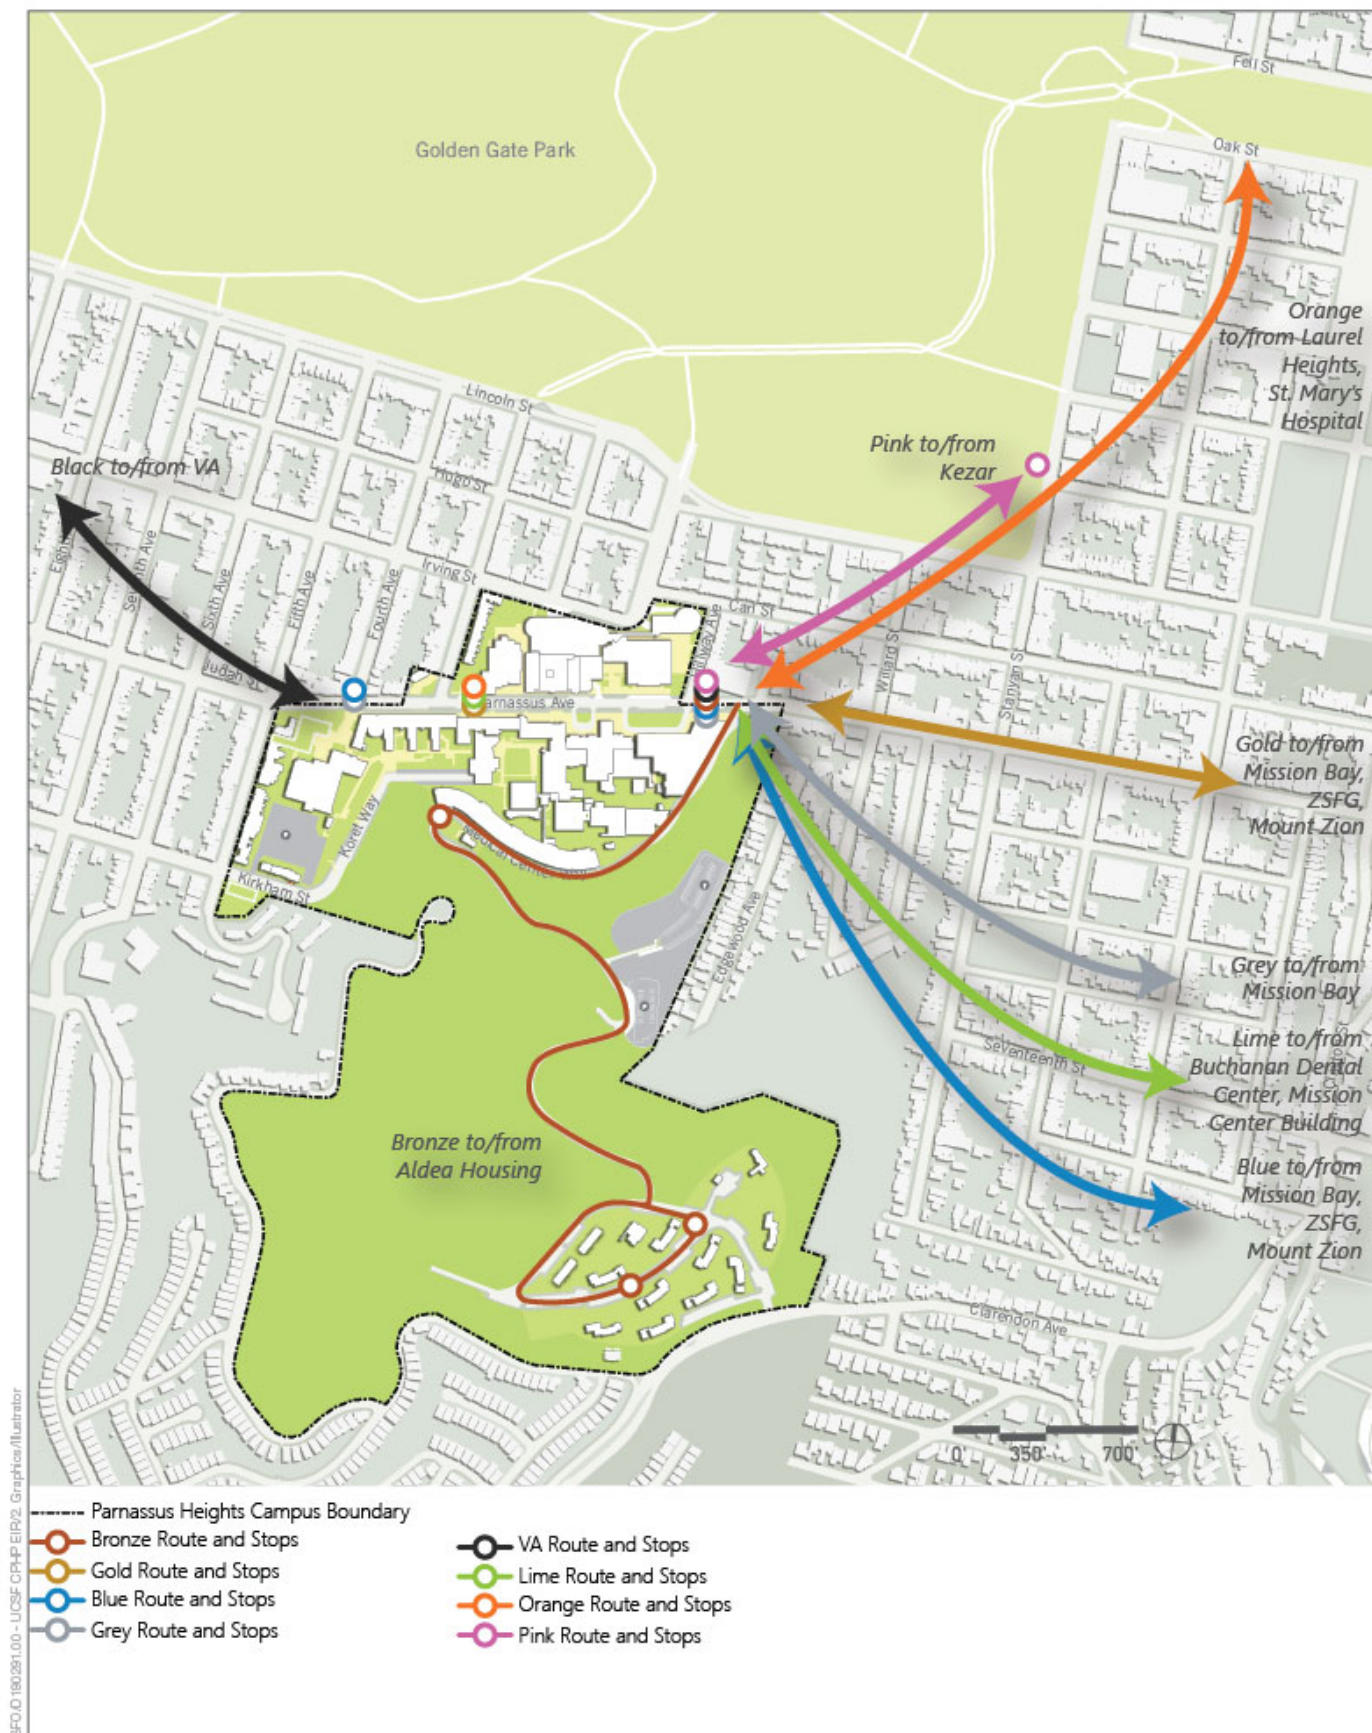 Fell St
Oak St
Golden Gate Park
Orange
to/from Laurel
Heights,
St. Mary's
Hospital
Lincoln St
Pink to/from
Kezar
Black to/from VA
Hugo St
Irving St
Sixth Ave
Fifth Ave
Fourth Ave
Carl St
Willard St
Stanyan St
Judah St
Gold to/from
Mission Bay,
ZSFG,
Mount Zion
Koret Way
Kirkham St
Edgewood Ave
Grey to/from
Mission Bay
Seventeenth St
Lime to/from
Buchanan Dental
Center, Mission
Center Building
Bronze to/from
Aldea Housing
Blue to/from
Mission Bay,
ZSFG,
Mount Zion
Clarendon Ave
0 350 700'
Parnassus Heights Campus Boundary
Bronze Route and Stops
Gold Route and Stops
Blue Route and Stops
Grey Route and Stops
VA Route and Stops
Lime Route and Stops
Orange Route and Stops
Pink Route and Stops